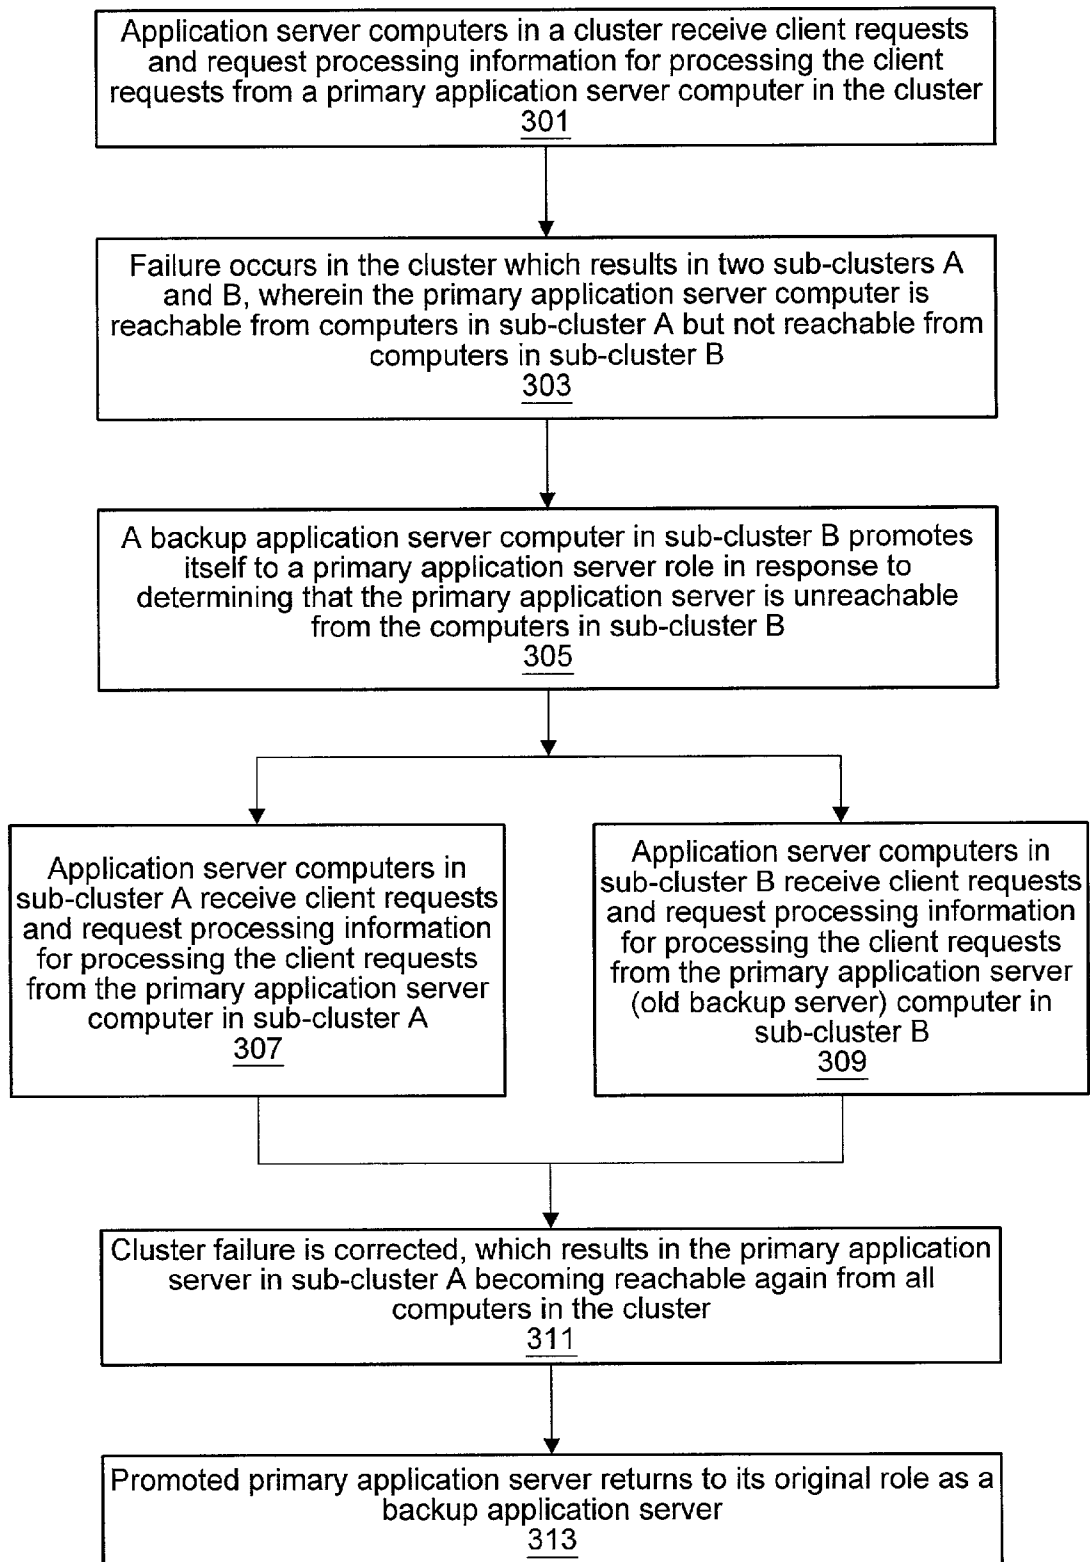 Application server computers in a cluster receive client requests
and request processing information for processing the client
requests from a primary application server computer in the cluster
301
Failure occurs in the cluster which results in two sub-clusters A
and B, wherein the primary application server computer is
reachable from computers in sub-cluster A but not reachable from
computers in sub-cluster B
303
A backup application server computer in sub-cluster B promotes
itself to a primary application server role in response to
determining that the primary application server is unreachable
from the computers in sub-cluster B
305
Application server computers in
sub-cluster A receive client requests
and request processing information
for processing the client requests
from the primary application server
computer in sub-cluster A
307
Application server computers in
sub-cluster B receive client requests
and request processing information
for processing the client requests
from the primary application server
(old backup server) computer in
sub-cluster B
309
Cluster failure is corrected, which results in the primary application
server in sub-cluster A becoming reachable again from all
computers in the cluster
311
Promoted primary application server returns to its original role as a
backup application server
313